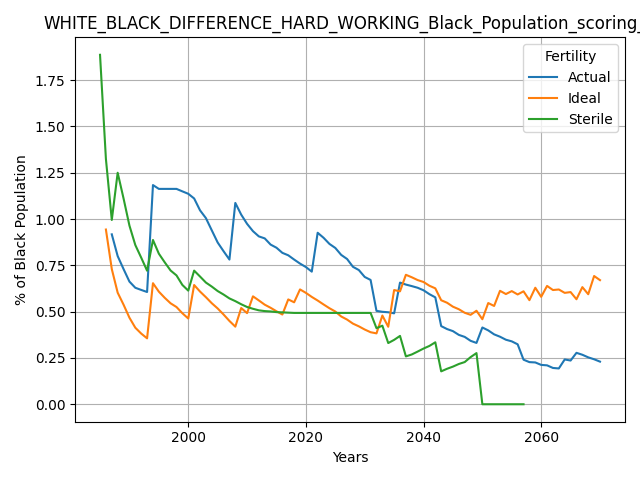 WHITE_BLACK_DIFFERENCE_HARD_WORKING_Black_Population_scoring_
Fertility
Actual
Ideal
Sterile
% of Black Population
1.75
1.50
1.25
1.00
0.75
0.50
0.25
0.00
2000 2020 2040 2060
Years